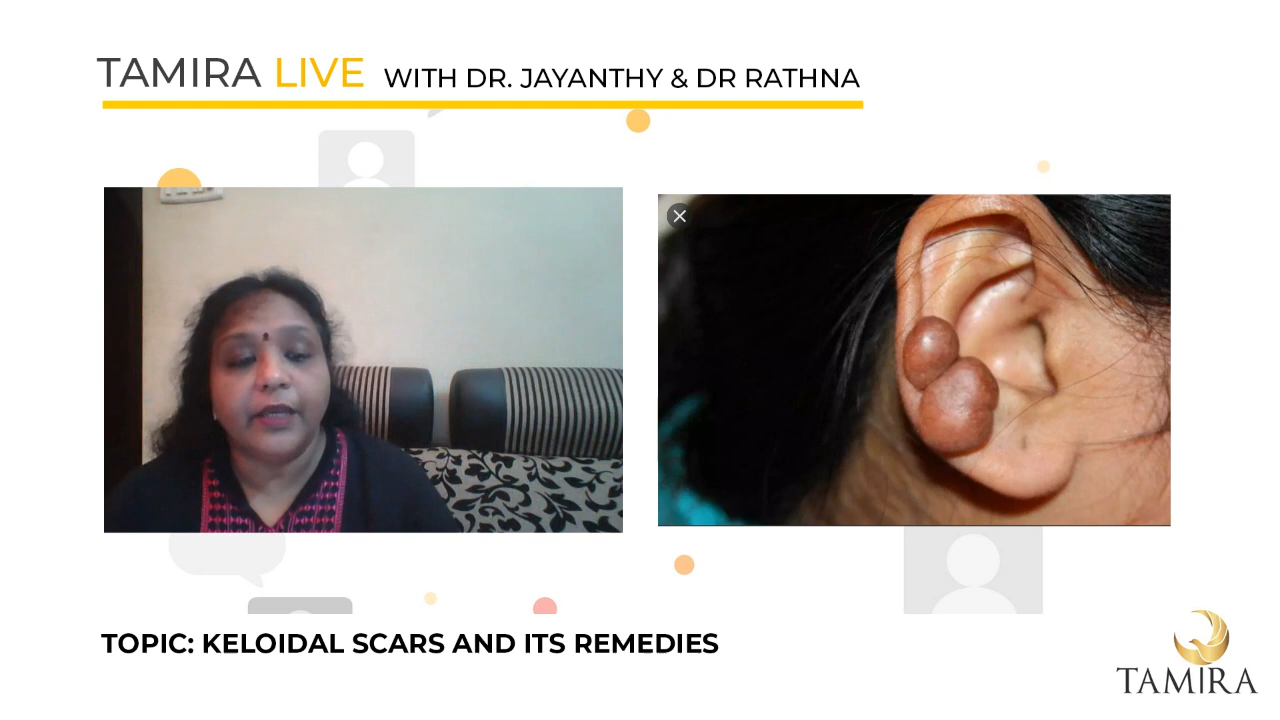 TAMIRA LIVE WITH DR. JAYANTHY & DR RATHNA
TOPIC: KELOIDAL SCARS AND ITS REMEDIES
TAMIRA